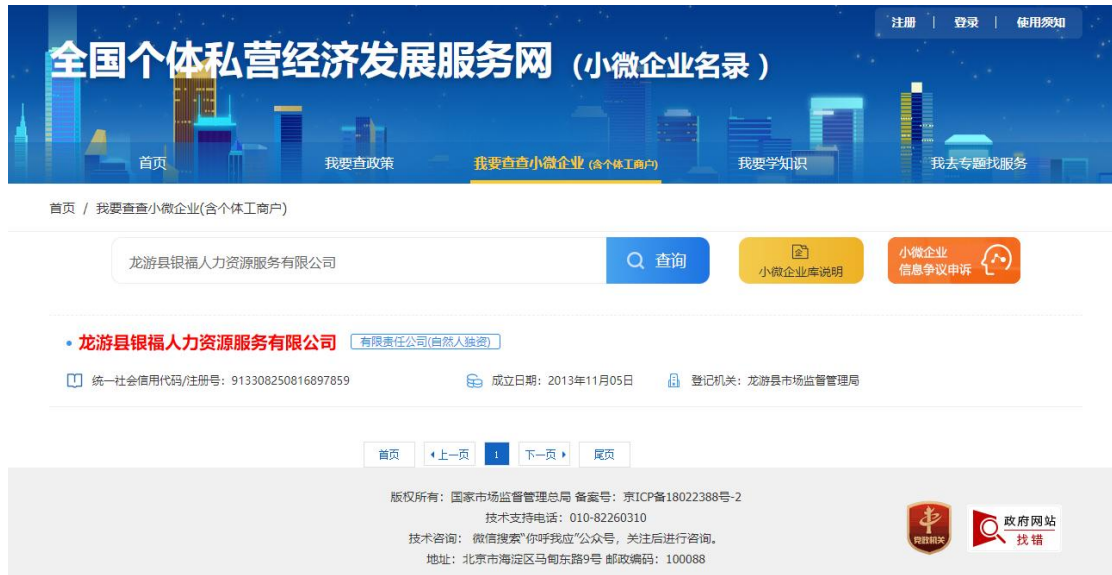 注册 | 登录 | 使用须知
全国个体私营经济发展服务网（小微企业名录）
首页 我要查政策 我要查查小微企业 (含个体工商户) 我要学知识 我去专题找服务
首页 / 我要查查小微企业(含个体工商户)
龙游县银福人力资源服务有限公司 查询 小微企业库说明 小微企业
信息争议申诉
龙游县银福人力资源服务有限公司 有限责任公司(自然人独资)
统一社会信用代码/注册号：913308250816897859 成立日期：2013年11月05日 登记机关：龙游县市场监督管理局
首页 上一页 1 下一页 尾页
版权所有：国家市场监督管理总局 备案号：京ICP备18022388号-2
技术支持电话：010-82260310
技术咨询： 微信搜索“你呼我应”公众号，关注后进行咨询。
地址：北京市海淀区马甸东路9号 邮政编码：100088
党政机关
政府网站
找错